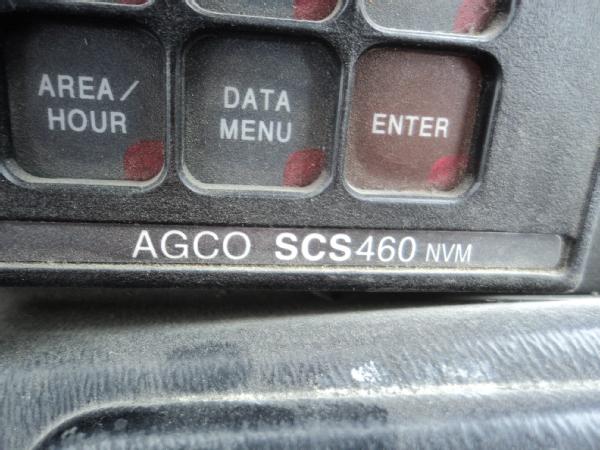 AREA/
HOUR
DATA
MENU
ENTER
AGCO SCS460 NVM